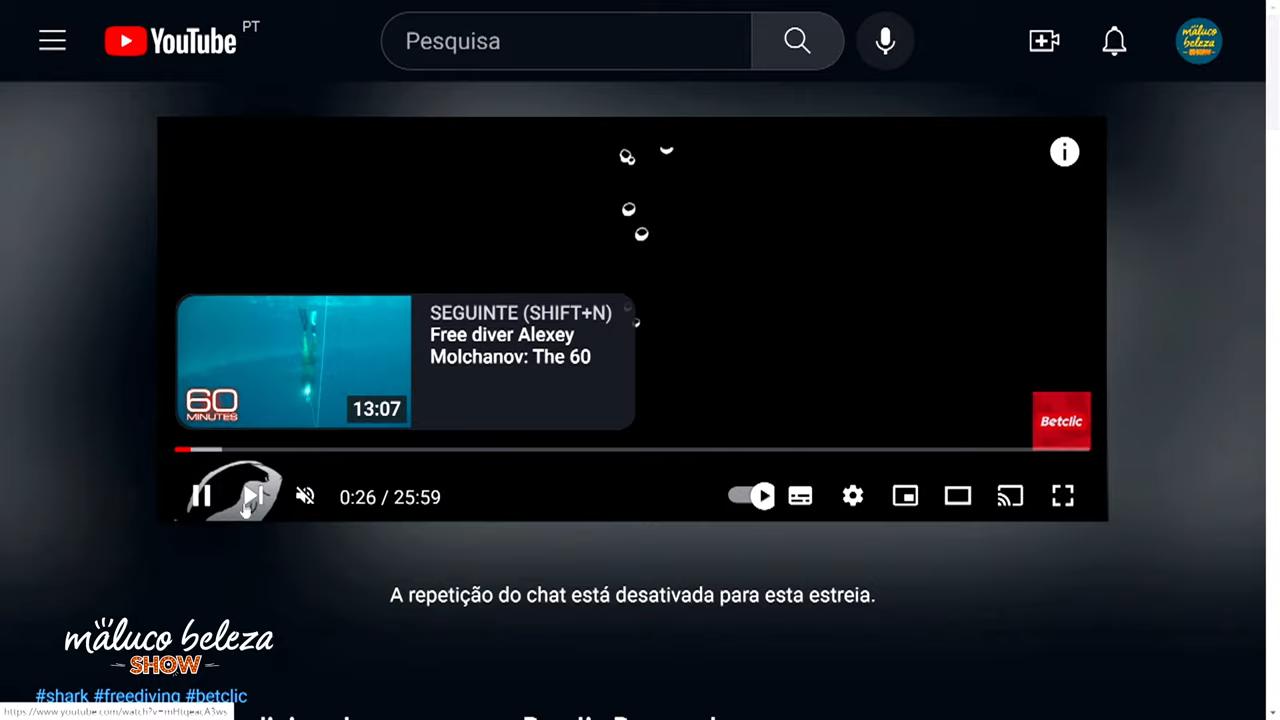 YouTube PT
Pesquisa
maluco
beleza
SEGUINTE (SHIFT+N)
Free diver Alexey
Molchanov: The 60
60
MINUTES
13:07
Betclic
0:26 / 25:59
A repetição do chat está desativada para esta estreia.
maluco beleza
SHOW
#shark #freediving #betclic
https://www.youtube.com/watch?v=mHtqeacA3ws